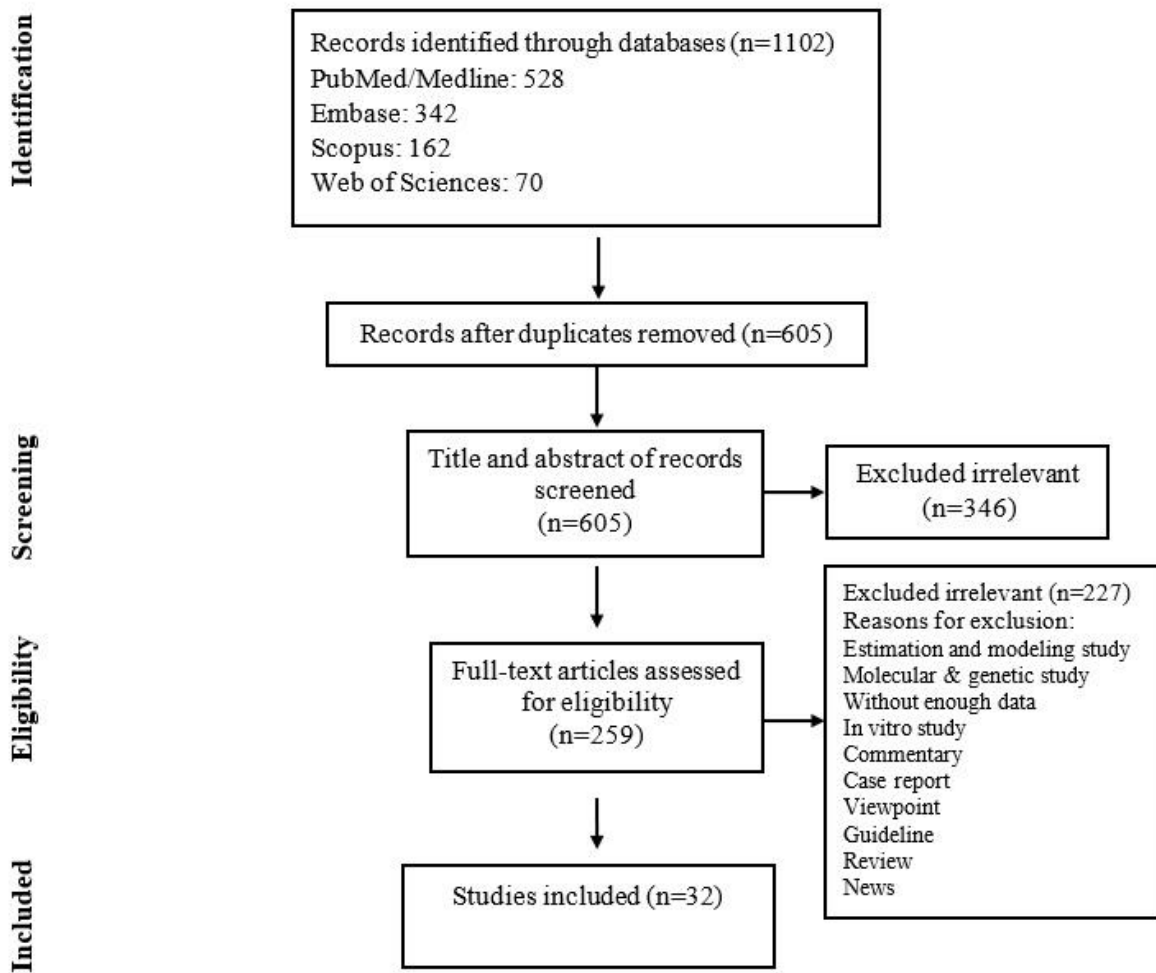 Identification
Records identified through databases (n=1102)
PubMed/Medline: 528
Embase: 342
Scopus: 162
Web of Sciences: 70
Records after duplicates removed (n=605)
Screening
Title and abstract of records
screened
(n=605)
Excluded irrelevant
(n=346)
Eligibility
Full-text articles assessed
for eligibility
(n=259)
Excluded irrelevant (n=227)
Reasons for exclusion:
Estimation and modeling study
Molecular & genetic study
Without enough data
In vitro study
Commentary
Case report
Viewpoint
Guideline
Review
News
Included
Studies included (n=32)